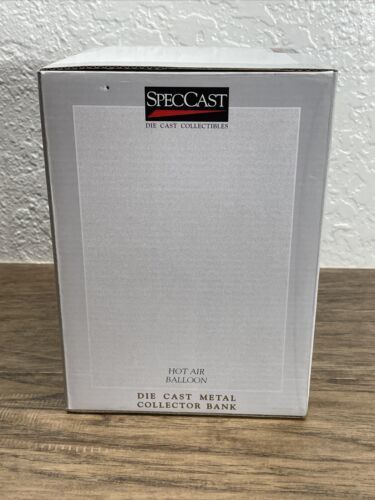 SPECCAST
DIE CAST COLLECTIBLES
HOT AIR
BALLOON
DIE CAST METAL
COLLECTOR BANK